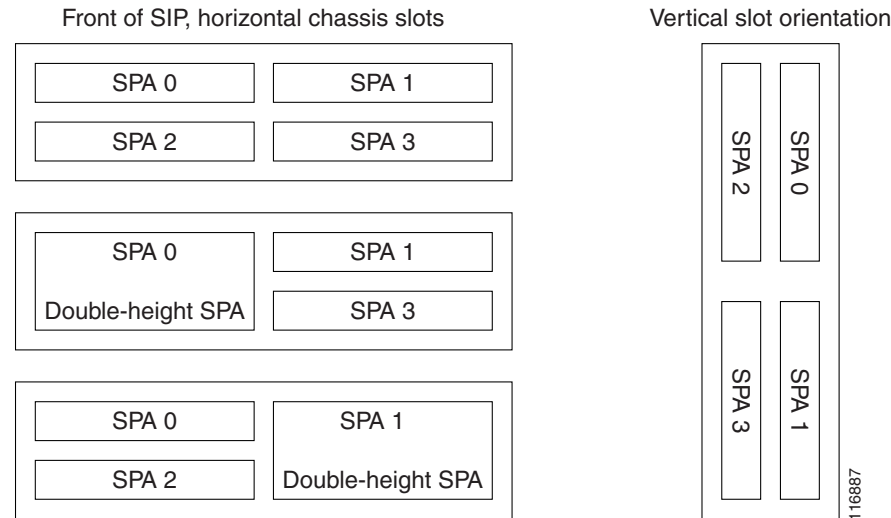 Front of SIP, horizontal chassis slots
SPA 0
SPA 1
SPA 2
SPA 3
SPA 0
Double-height SPA
SPA 1
SPA 3
SPA 0
SPA 2
SPA 1
Double-height SPA
Vertical slot orientation
SPA 2
SPA 0
SPA 3
SPA 1
116887